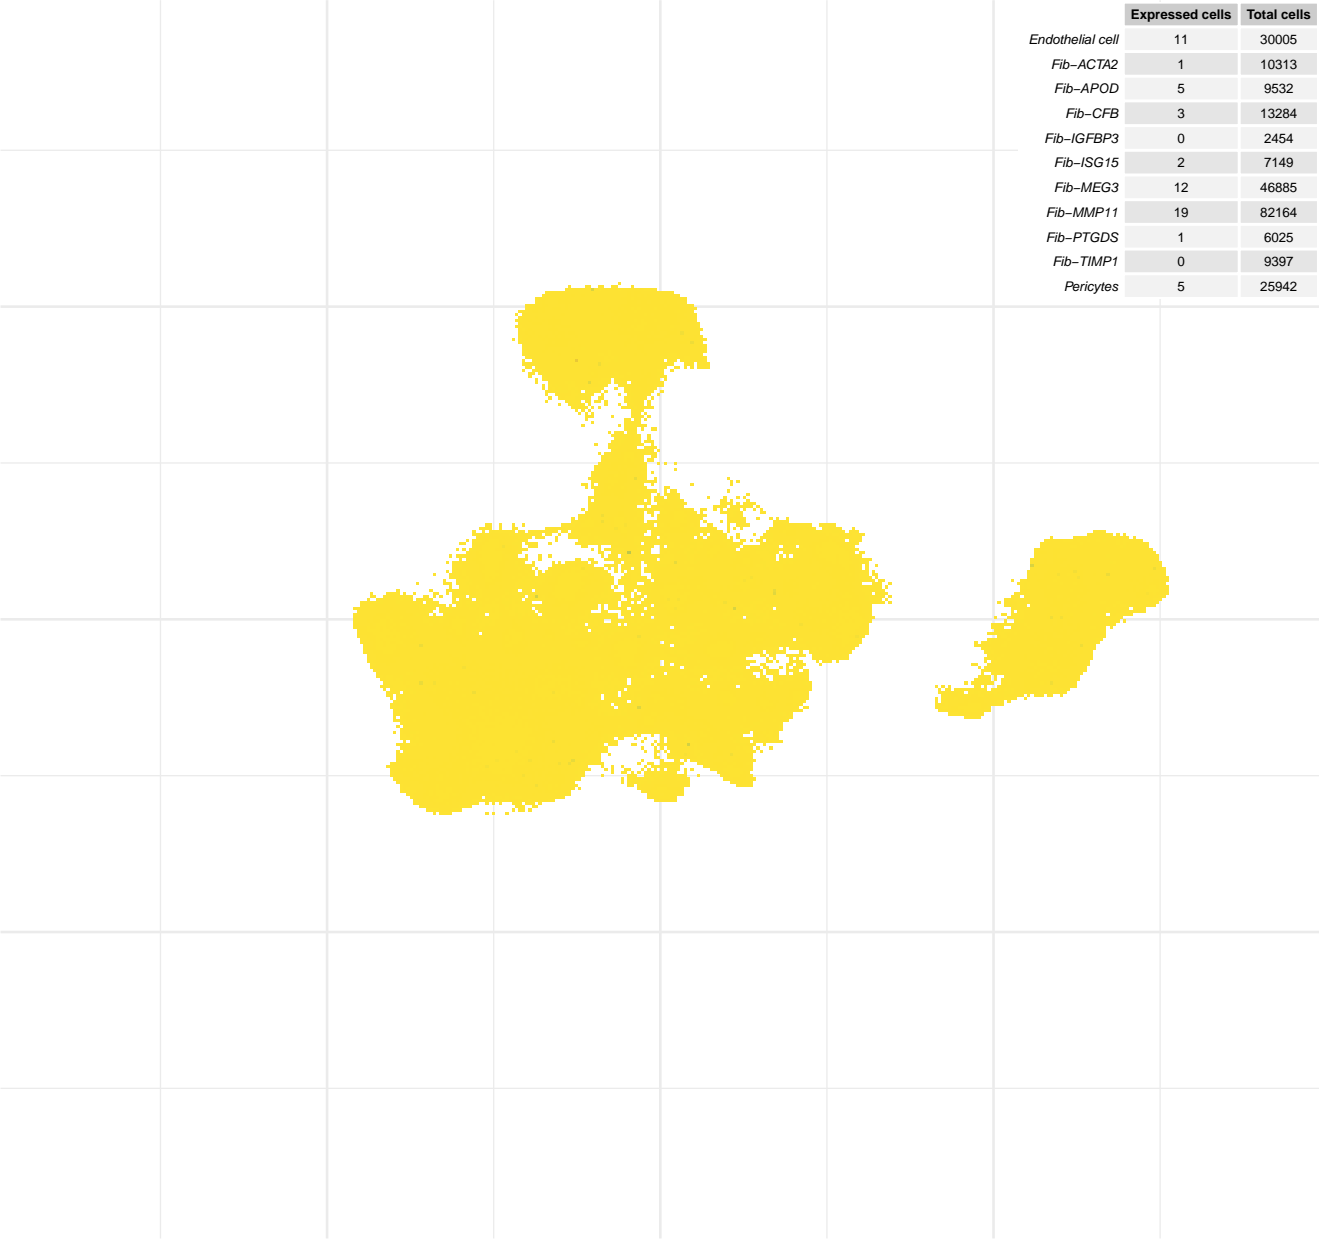 Expressed cells Total cells
Endothelial cell 11 30005
Fib−ACTA2 1 10313
Fib−APOD 5 9532
Fib−CFB 3 13284
Fib−IGFBP3 0 2454
Fib−ISG15 2 7149
Fib−MEG3 12 46885
Fib−MMP11 19 82164
Fib−PTGDS 1 6025
Fib−TIMP1 0 9397
Pericytes 5 25942